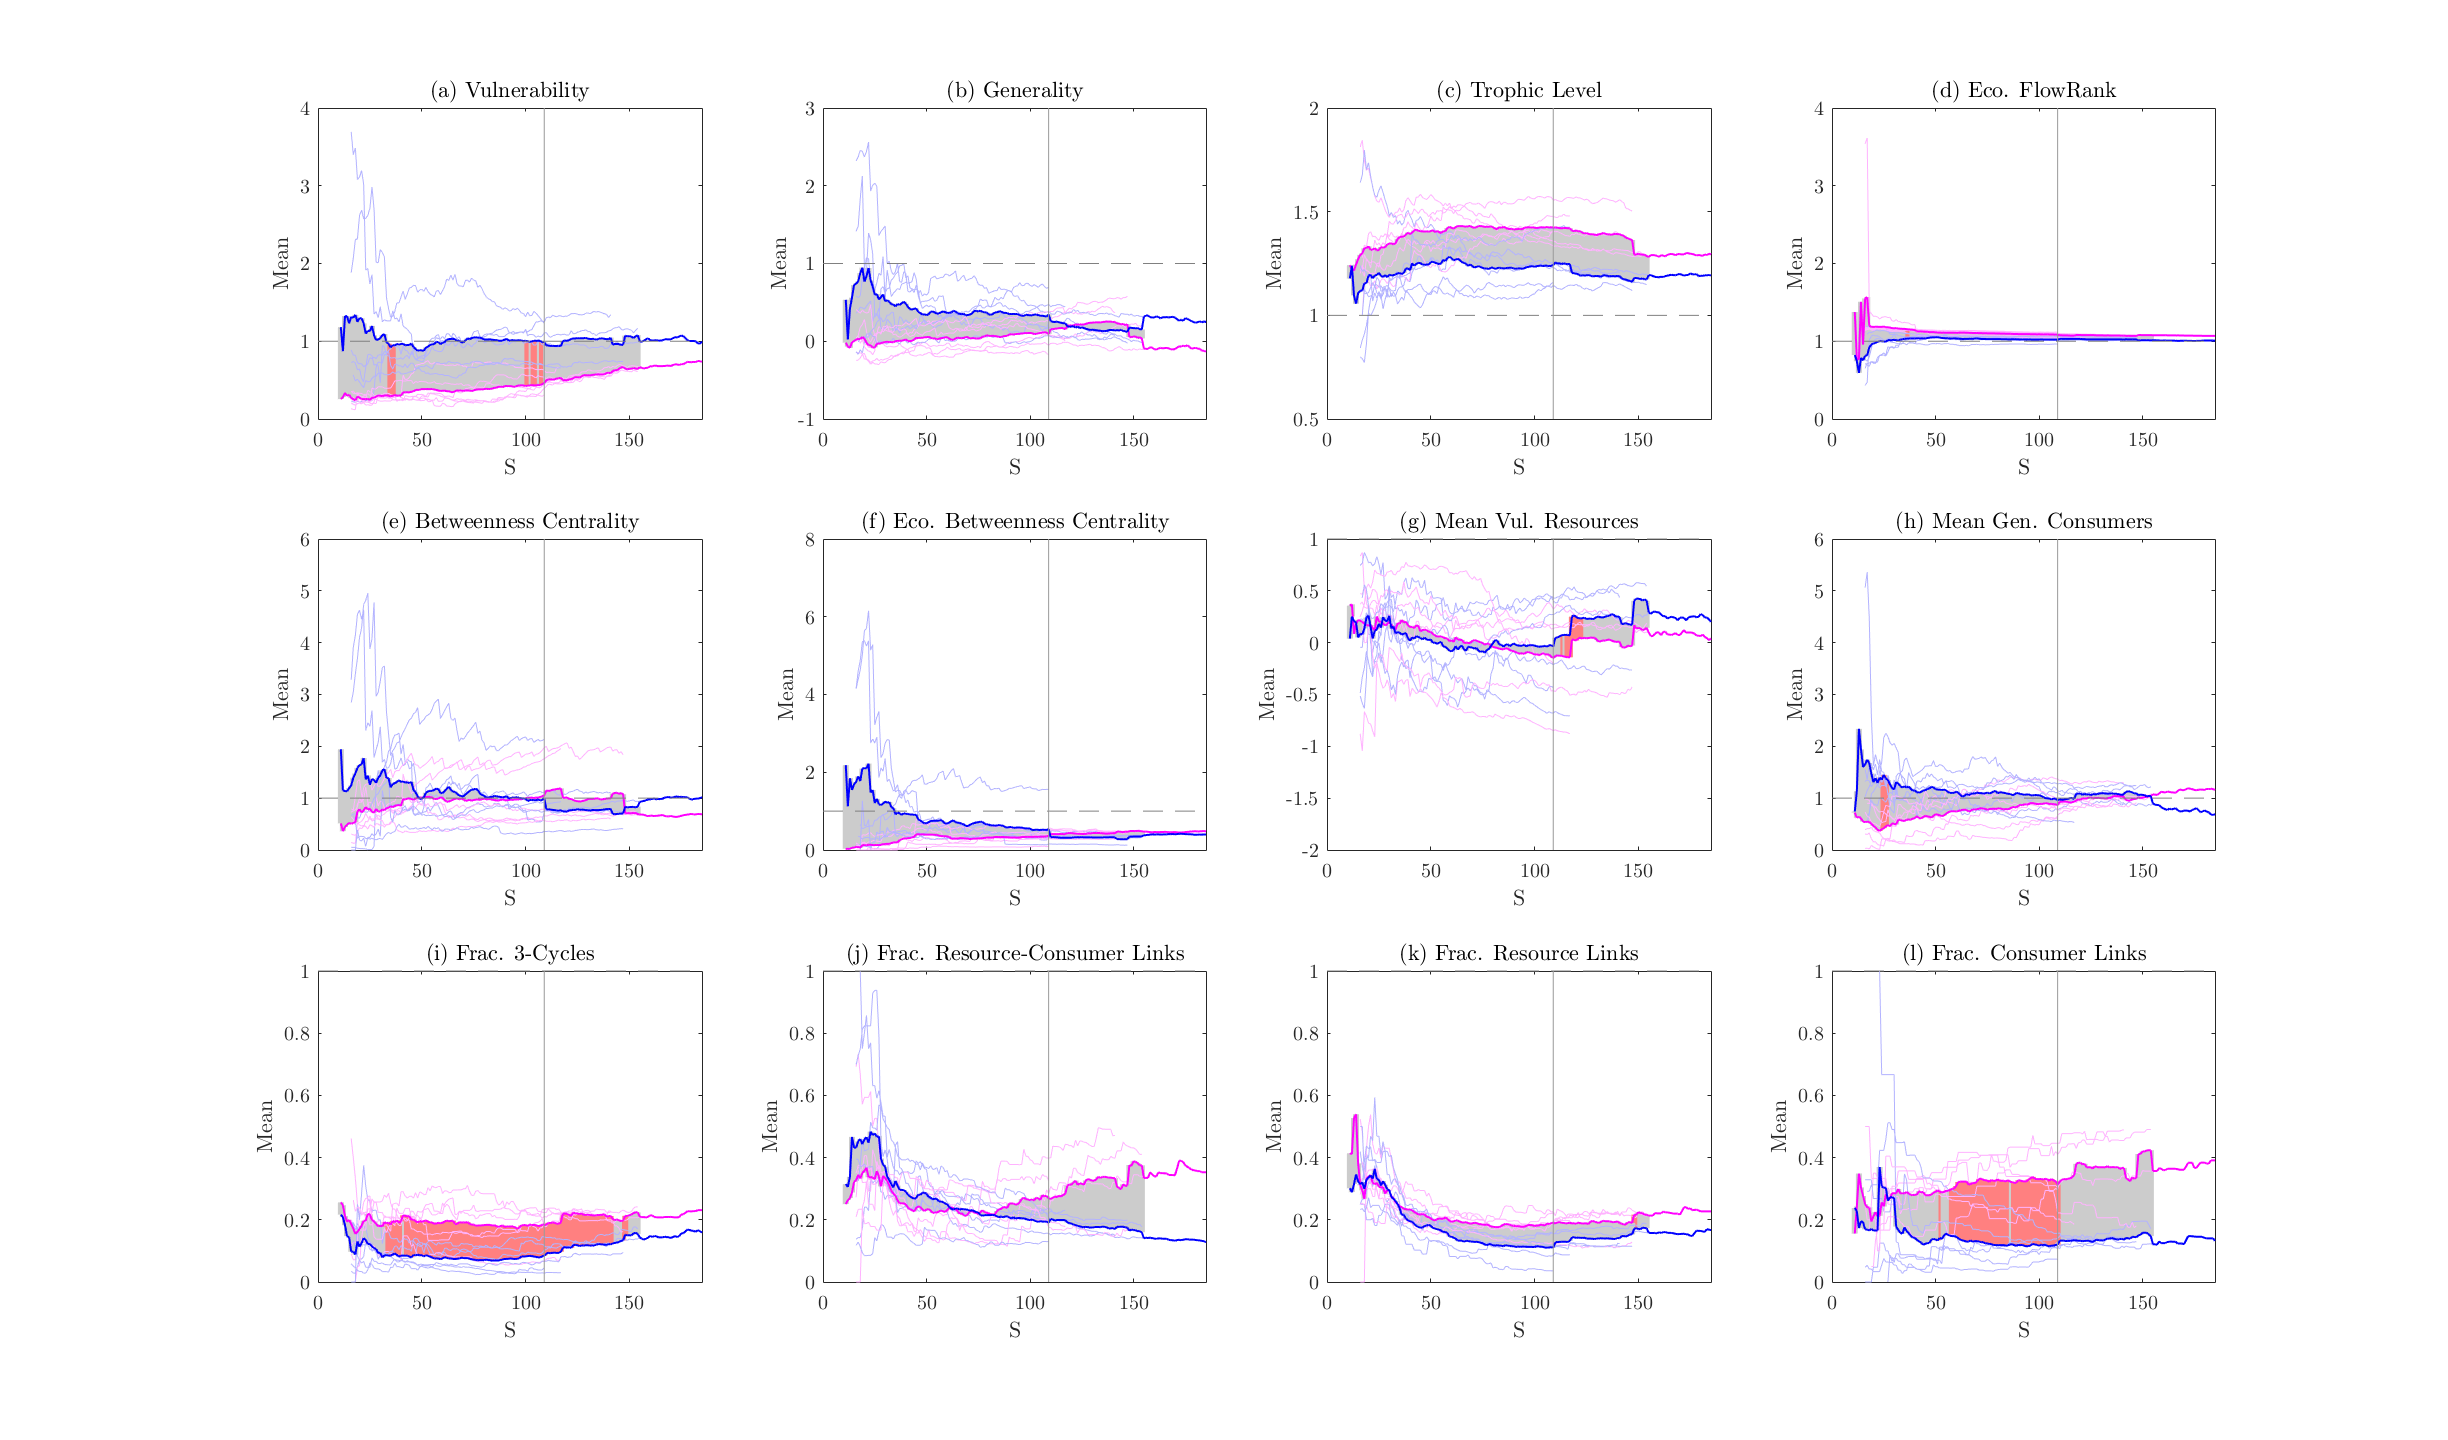 (a) Vulnerability
4
3
2
1
0
Mean
0 50 100 150
S
(b) Generality
3
2
1
0
-1
Mean
0 50 100 150
S
(c) Trophic Level
2
1.5
1
0.5
Mean
0 50 100 150
S
(d) Eco. FlowRank
4
3
2
1
0
Mean
0 50 100 150
S
(e) Betweenness Centrality
6
5
4
3
2
1
0
Mean
0 50 100 150
S
(f) Eco. Betweenness Centrality
8
6
4
2
0
Mean
0 50 100 150
S
(g) Mean Vul. Resources
1
0.5
0
-0.5
-1
-1.5
-2
Mean
0 50 100 150
S
(h) Mean Gen. Consumers
6
5
4
3
2
1
0
Mean
0 50 100 150
S
(i) Frac. 3-Cycles
1
0.8
0.6
0.4
0.2
0
Mean
0 50 100 150
S
(j) Frac. Resource-Consumer Links
1
0.8
0.6
0.4
0.2
0
Mean
0 50 100 150
S
(k) Frac. Resource Links
1
0.8
0.6
0.4
0.2
0
Mean
0 50 100 150
S
(l) Frac. Consumer Links
1
0.8
0.6
0.4
0.2
0
Mean
0 50 100 150
S